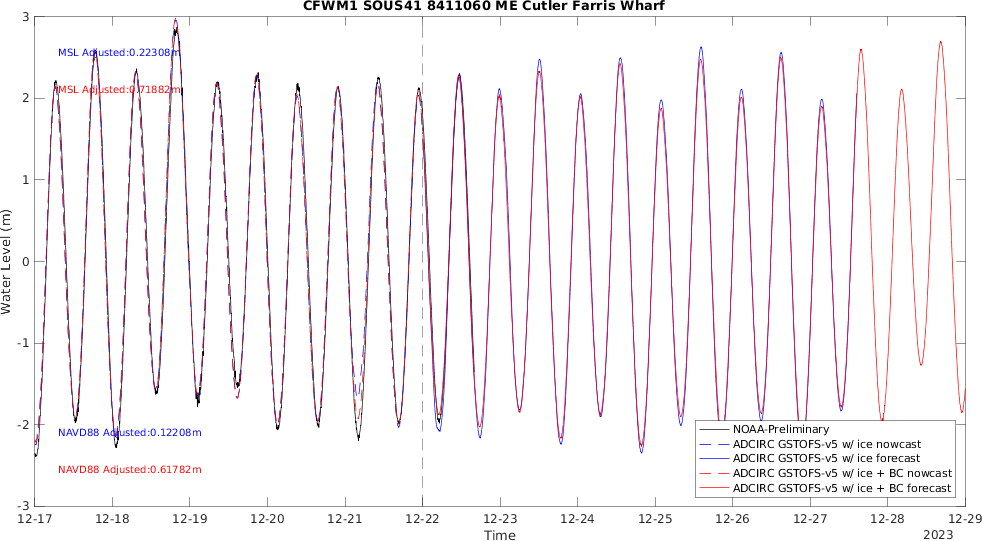 CFWM1 SOUS41 8411060 ME Cutler Farris Wharf
3
2
1
0
-1
-2
-3
Water Level (m)
MSL Adjusted:0.22308m
MSL Adjusted:0.71882m
NAVD88 Adjusted:0.12208m
NAVD88 Adjusted:0.61782m
NOAA-Preliminary
ADCIRC GSTOFS-v5 w/ ice nowcast
ADCIRC GSTOFS-v5 w/ ice forecast
ADCIRC GSTOFS-v5 w/ ice + BC nowcast
ADCIRC GSTOFS-v5 w/ ice + BC forecast
12-17 12-18 12-19 12-20 12-21 12-22 12-23 12-24 12-25 12-26 12-27 12-28 12-29
Time 2023